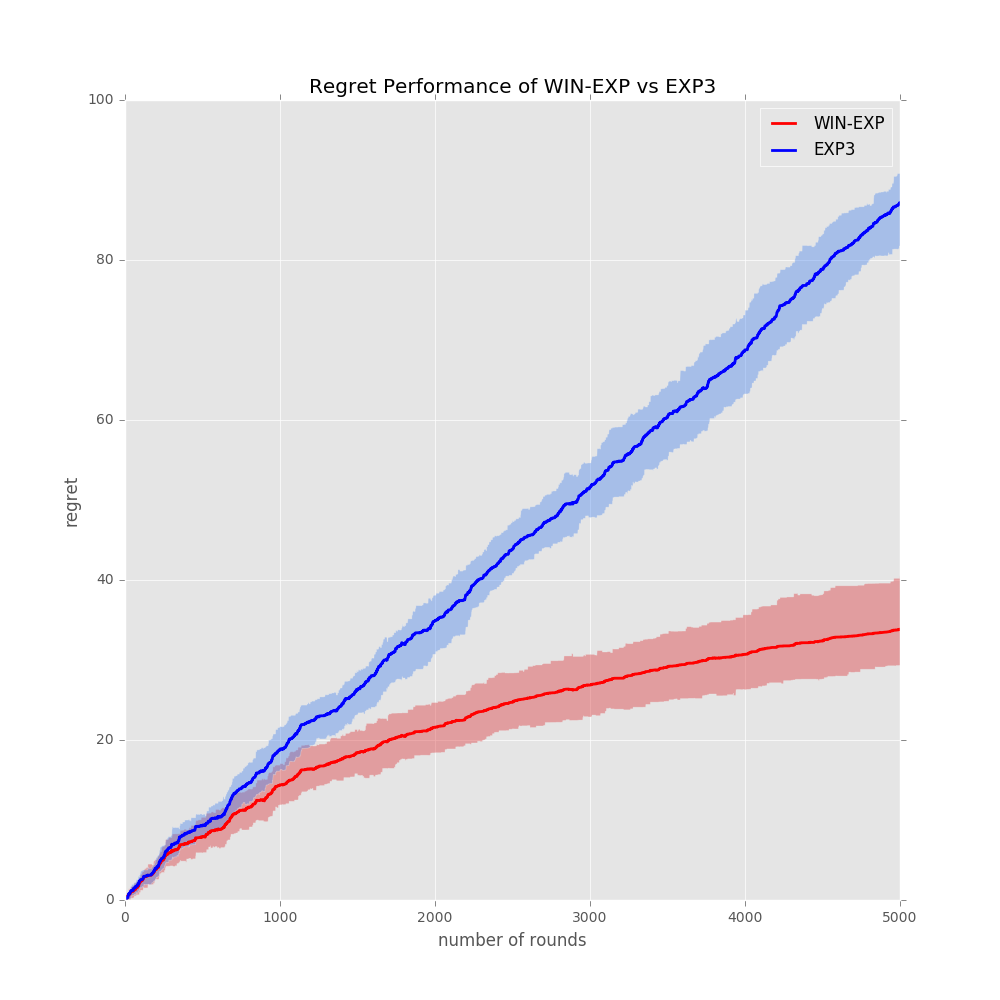 Regret Performance of WIN-EXP vs EXP3
WIN-EXP
EXP3
100
80
60
40
20
0
regret
0 1000 2000 3000 4000 5000
number of rounds